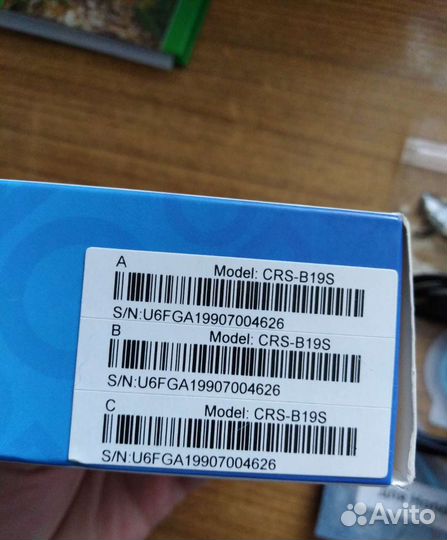 A
Model: CRS-B19S
S/N:U6FGA19907004626
B
Model: CRS-B19S
S/N:U6FGA19907004626
C
Model: CRS-B19S
S/N:U6FGA19907004626
Avito